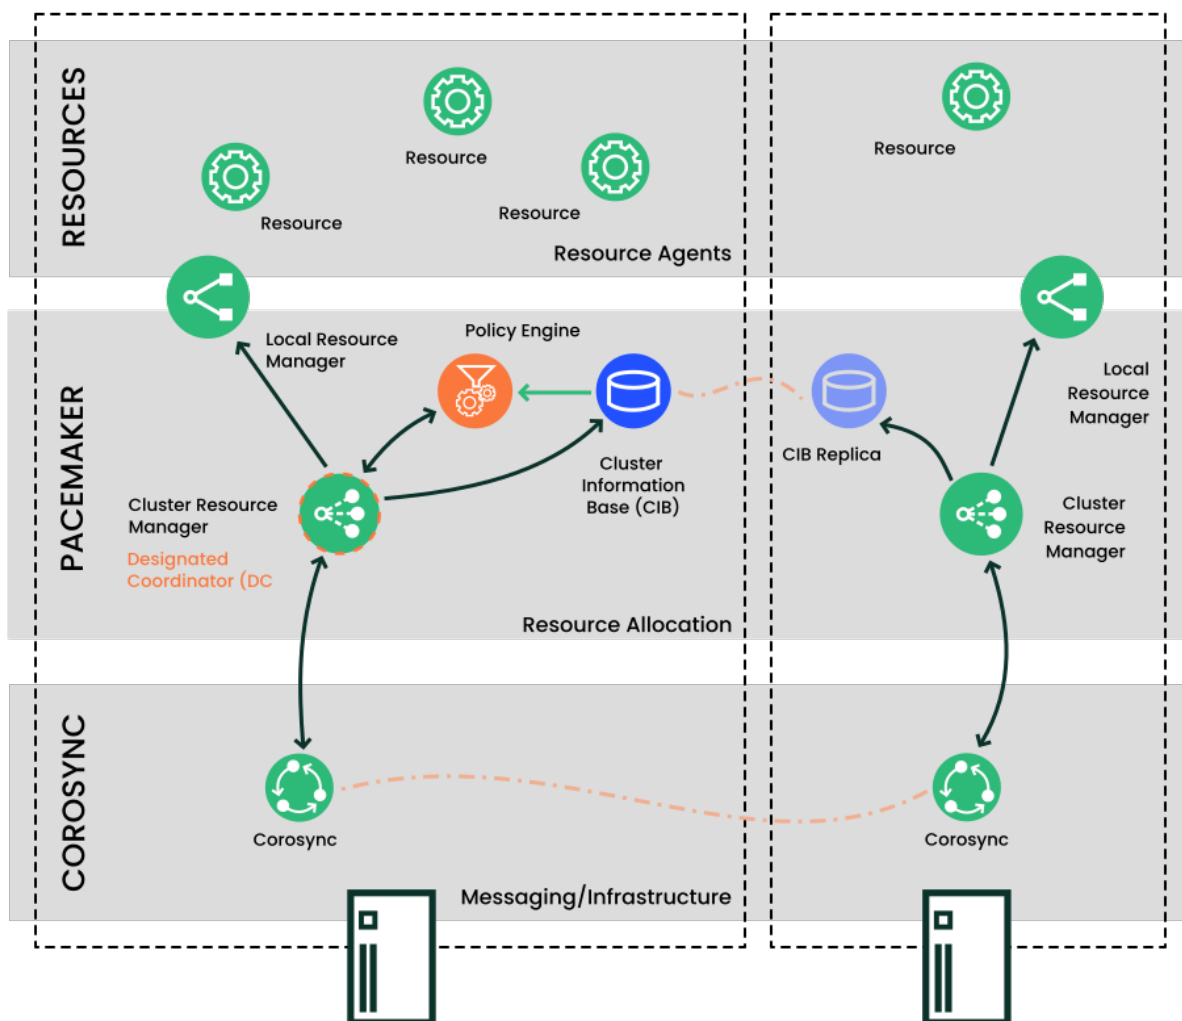 RESOURCES
Resource
Resource
Resource
Resource
Resource Agents
PACEMAKER
Local Resource
Manager
Policy Engine
Cluster
Information
Base (CIB)
Cluster Resource
Manager
Designated
Coordinator (DC
Resource Allocation
CIB Replica
Local
Resource
Manager
Cluster
Resource
Manager
COROSYNC
Corosync
Corosync
Messaging/Infrastructure